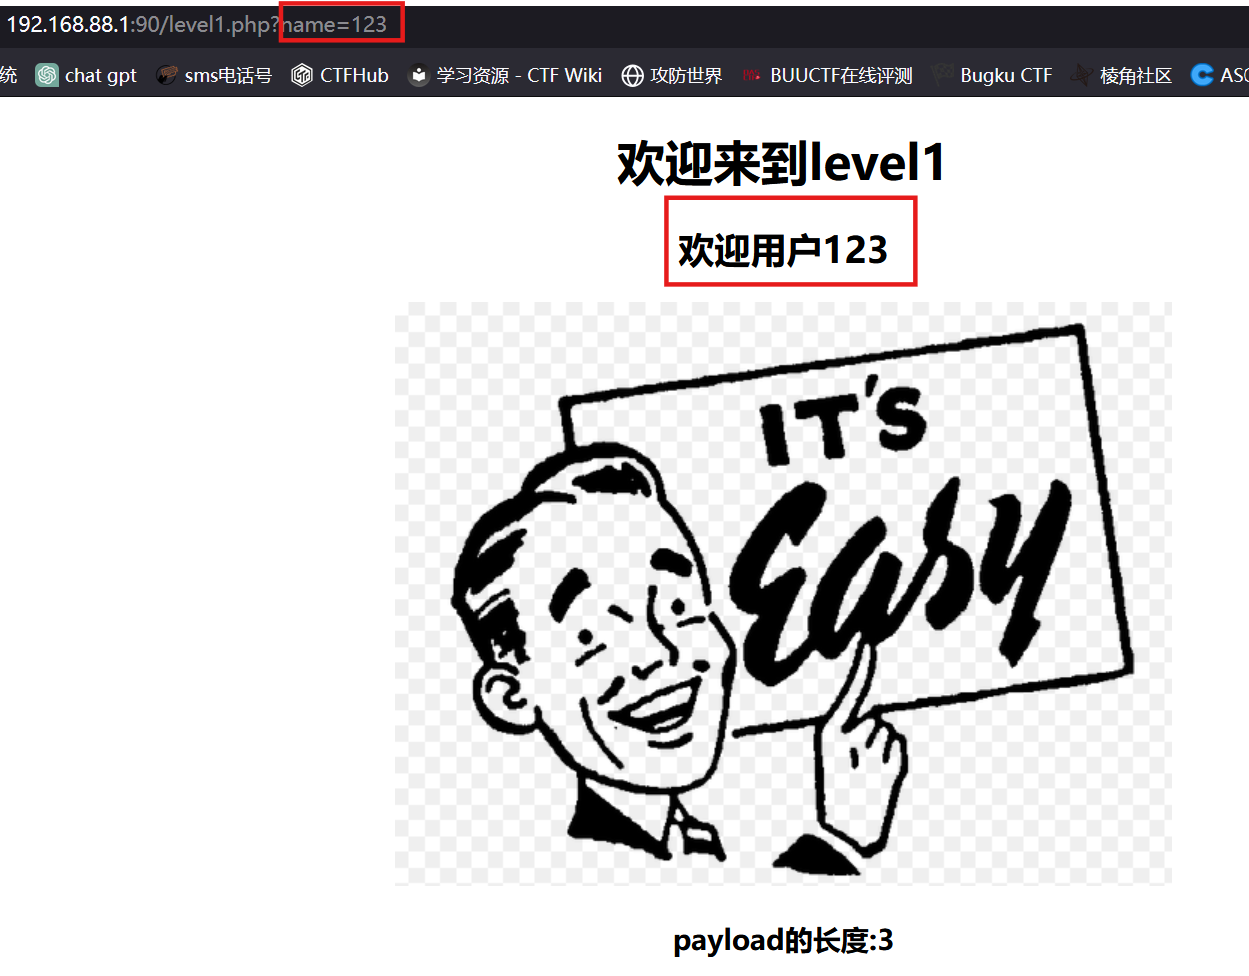 192.168.88.1:90/level1.php?name=123
统 chat gpt sms电话号 CTFHub 学习资源 - CTF Wiki 攻防世界 BUUCTF在线评测 Bugku CTF 棱角社区
欢迎来到level1
欢迎用户123
IT'S
Easy
payload的长度:3